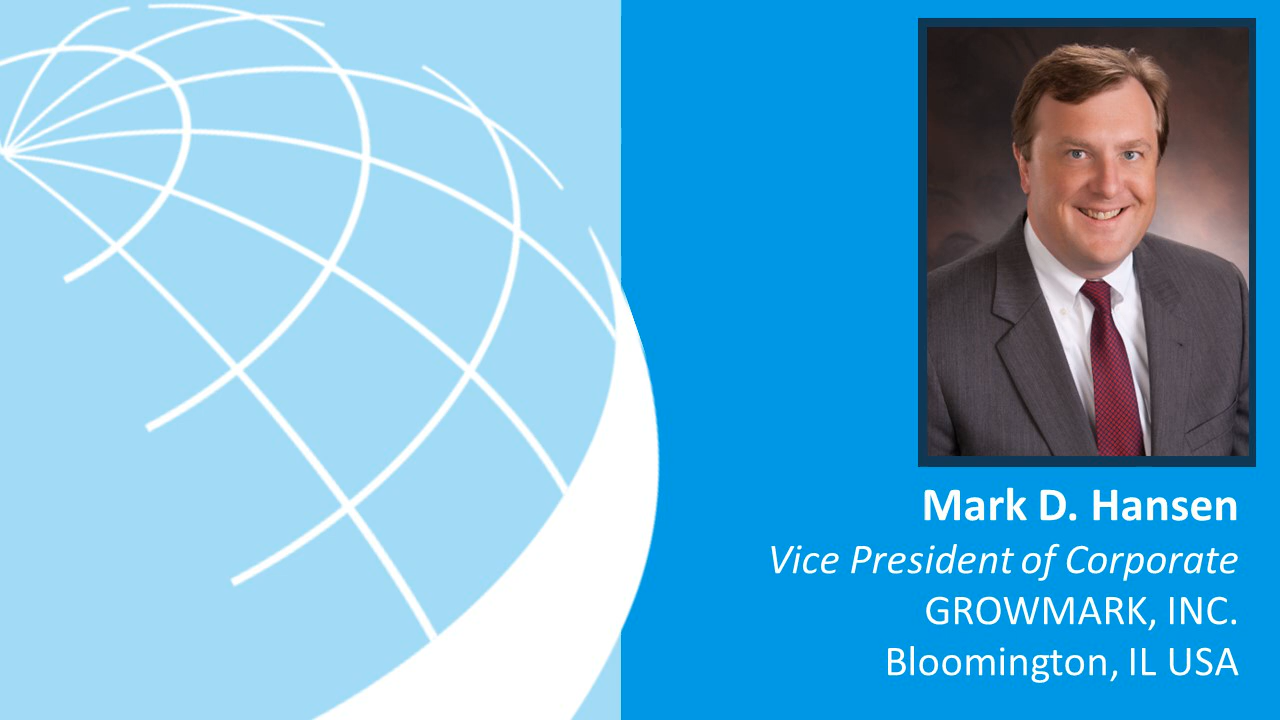 Mark D. Hansen
Vice President of Corporate
GROWMARK, INC.
Bloomington, IL USA